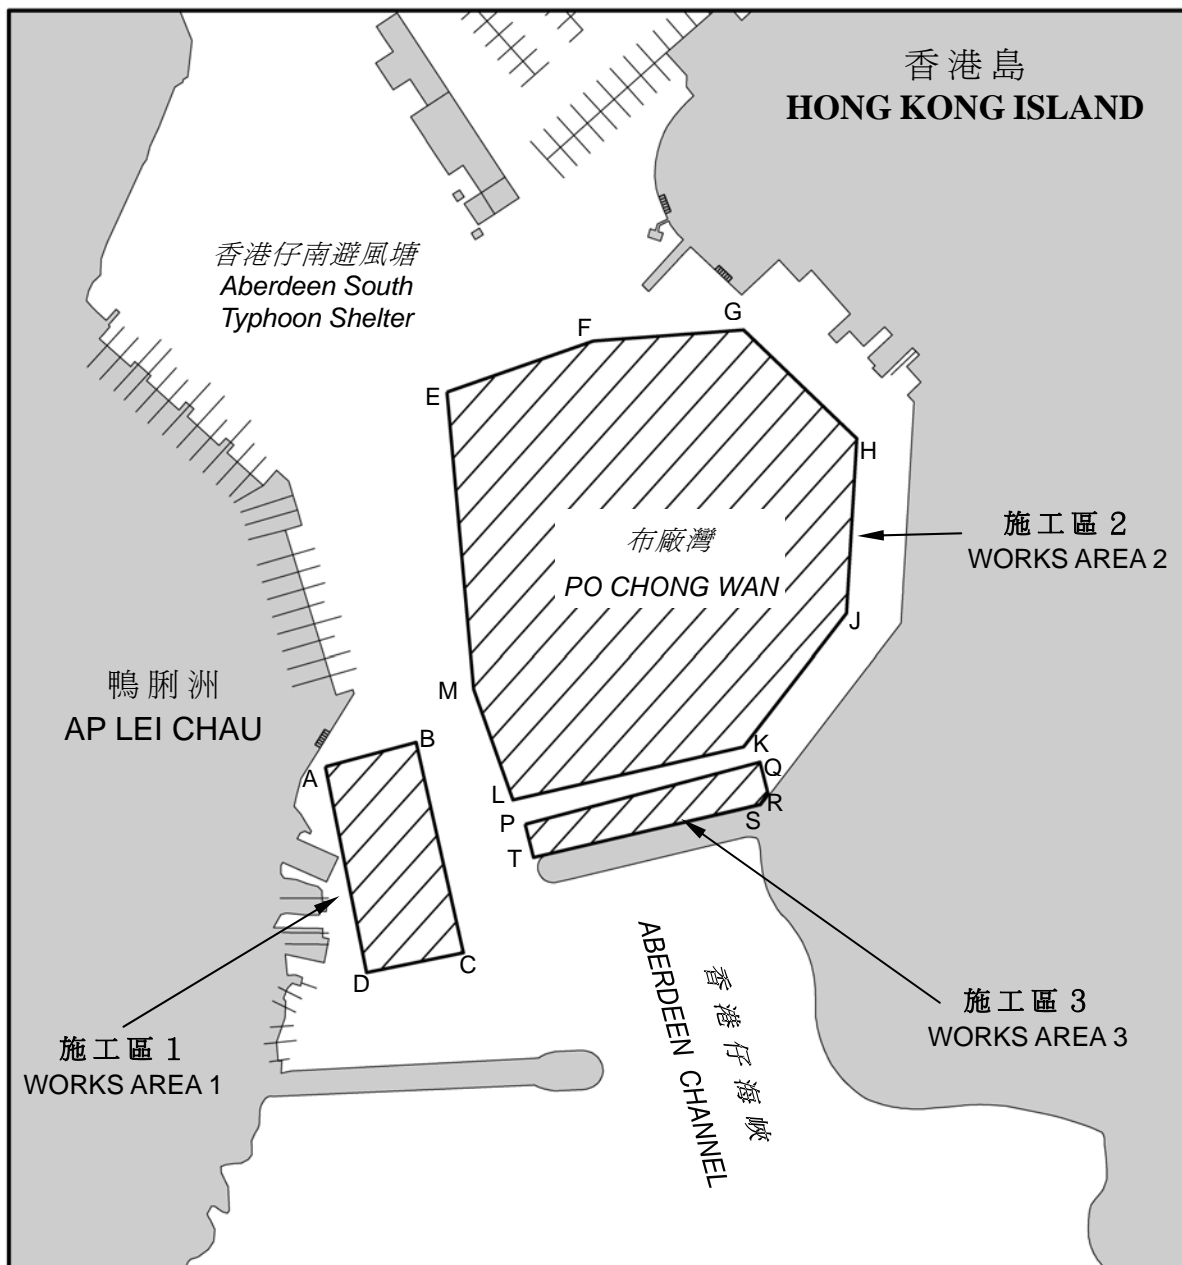 香港島
HONG KONG ISLAND
香港仔南避風塘
Aberdeen South
Typhoon Shelter
G
F
E
H
施工區 2
WORKS AREA 2
布廠灣
PO CHONG WAN
J
鴨脷洲
AP LEI CHAU
M
B
A
K
Q
L
R
P
S
T
C
D
香港仔海峽
ABERDEEN CHANNEL
施工區 3
WORKS AREA 3
施工區 1
WORKS AREA 1